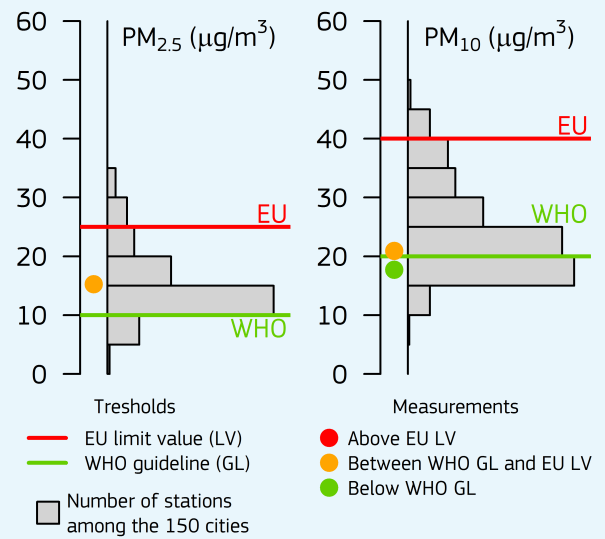 PM2.5 (μg/m3)
60
50
40
30
20
10
0
EU
WHO
PM10 (μg/m3)
60
50
40
30
20
10
0
EU
WHO
Tresholds
EU limit value (LV)
WHO guideline (GL)
Number of stations
among the 150 cities
Measurements
Above EU LV
Between WHO GL and EU LV
Below WHO GL